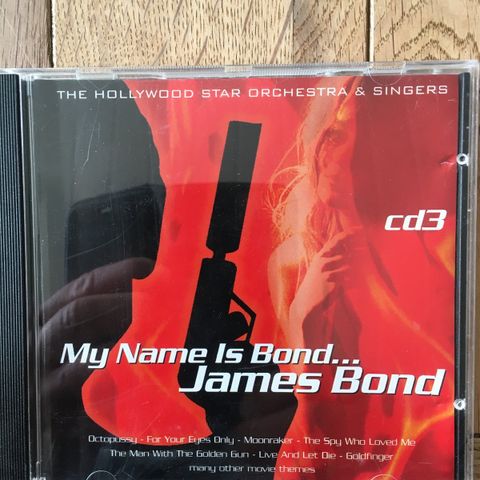 THE HOLLYWOOD STAR ORCHESTRA & SINGERS
cd3
My Name Is Bond...
James Bond
Octopussy - For Your Eyes Only - Moonraker - The Spy Who Loved Me
The Man With The Golden Gun - Live And Let Die - Goldfinger
many other movie themes